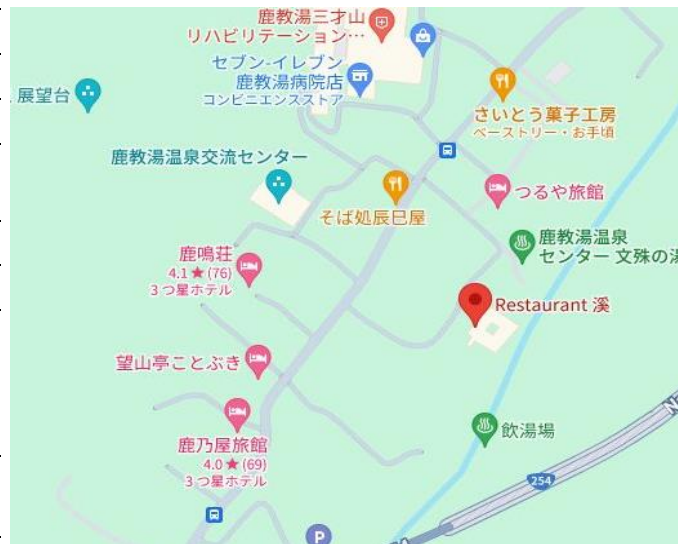 鹿教湯三才山
リハビリテーション…
セブン-イレブン
鹿教湯病院店
コンビニエンスストア
展望台
さいとう菓子工房
ペーストリー・お手頃
鹿教湯温泉交流センター
つるや旅館
そば処辰巳屋
鹿教湯温泉
センター 文殊の湯
鹿鳴荘
4.1★(76)
3 つ星ホテル
Restaurant 溪
望山亭ことぶき
鹿乃屋旅館
4.0★(69)
3 つ星ホテル
飲湯場
254
P